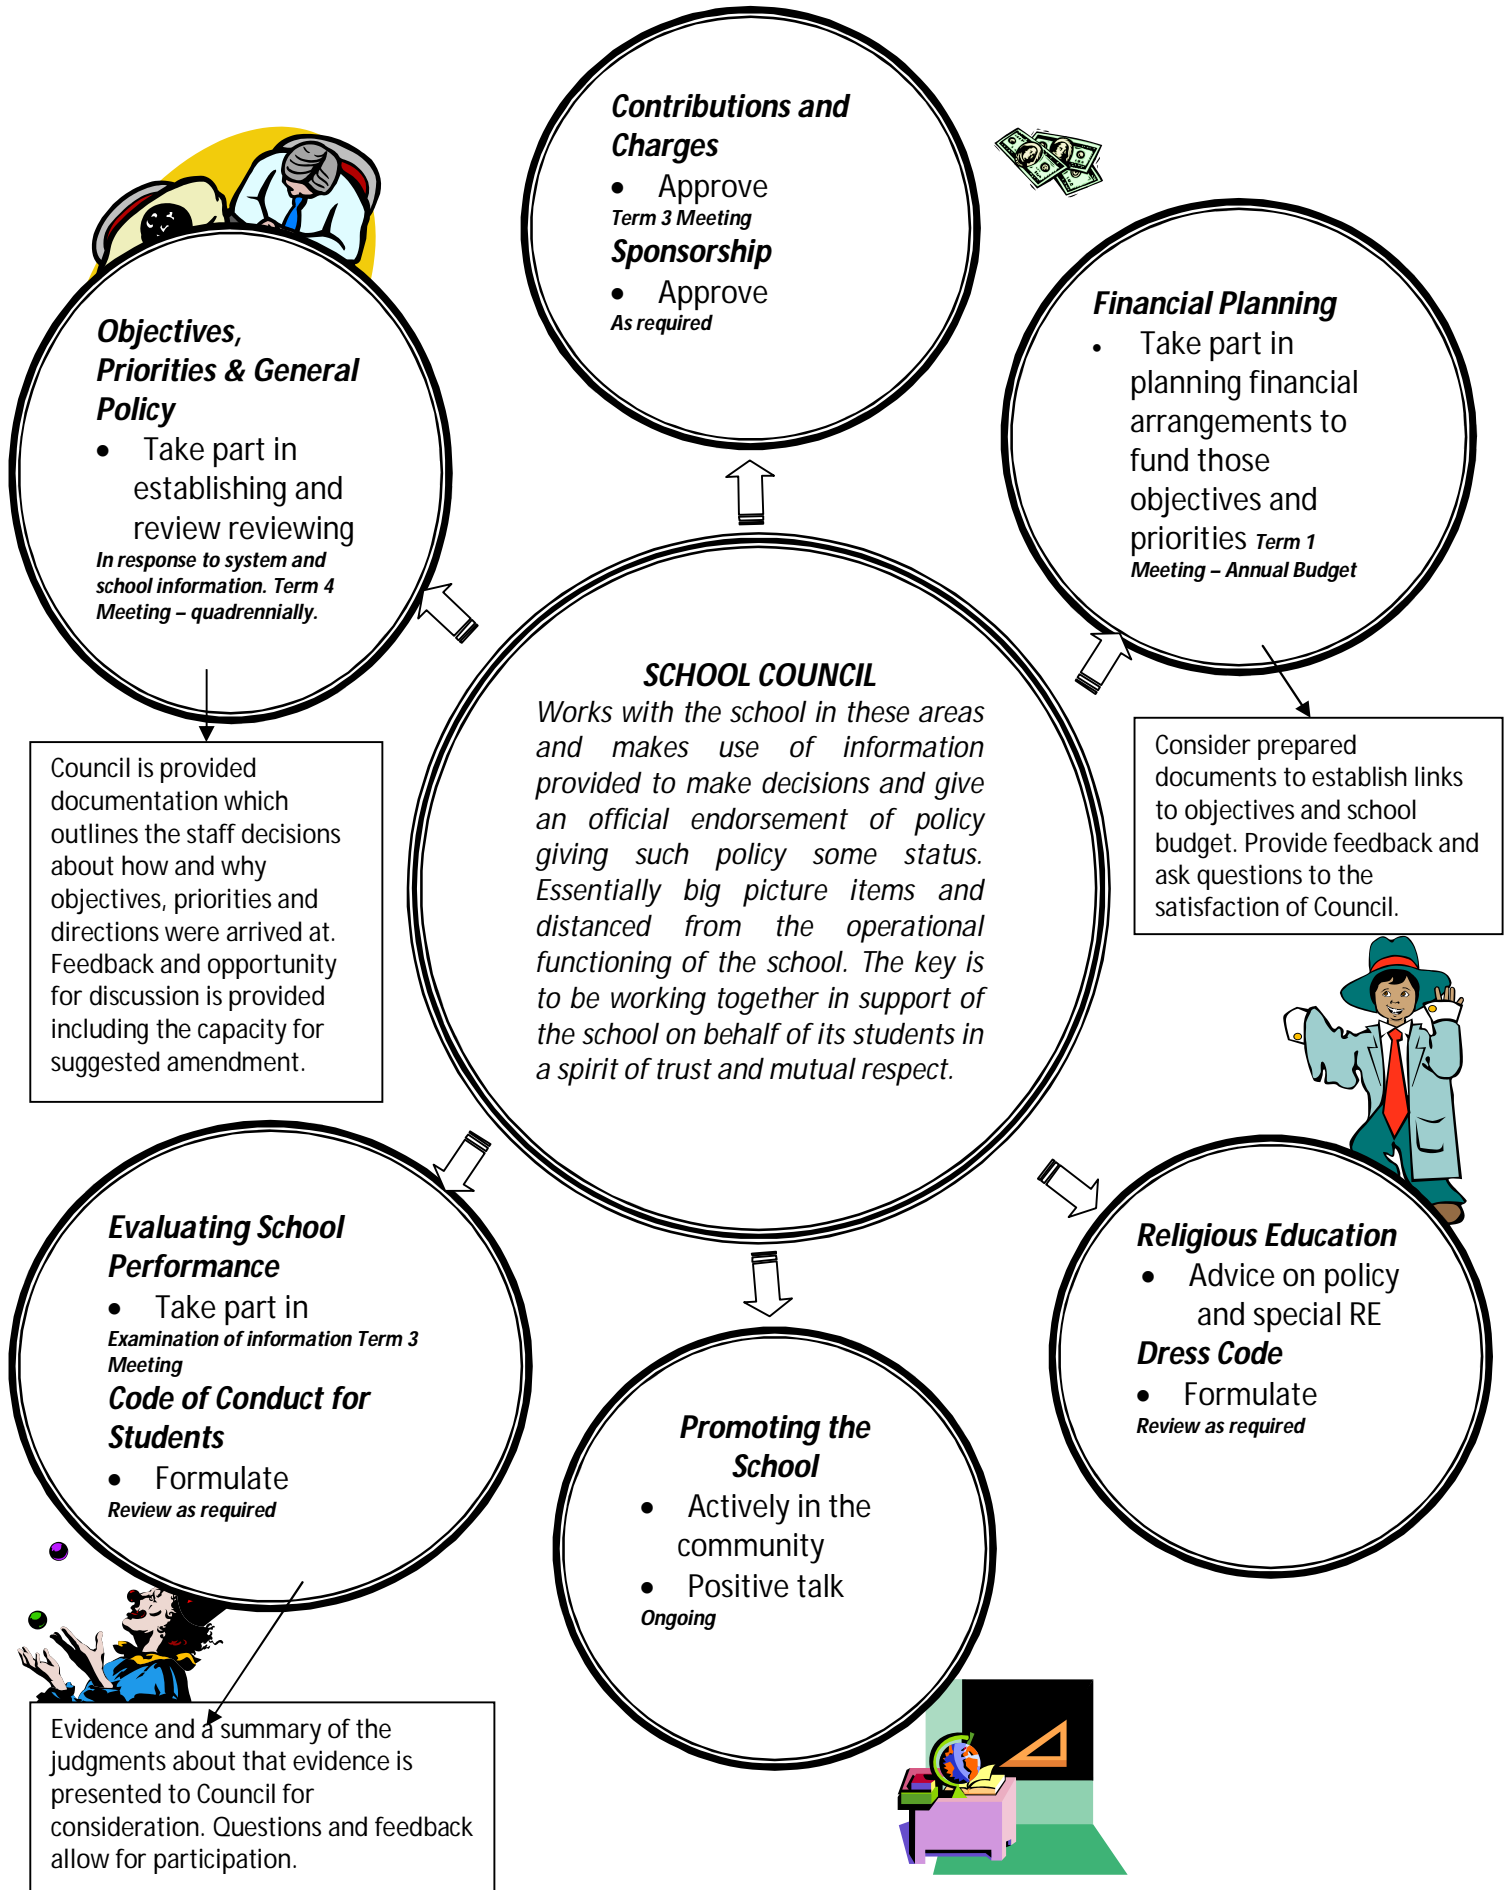 Contributions and
Charges
• Approve
Term 3 Meeting
Sponsorship
• Approve
As required
Objectives,
Priorities & General
Policy
• Take part in
establishing and
review reviewing
In response to system and
school information. Term 4
Meeting – quadrennially.
Financial Planning
• Take part in
planning financial
arrangements to
fund those
objectives and
priorities Term 1
Meeting – Annual Budget
SCHOOL COUNCIL
Works with the school in these areas
and makes use of information
provided to make decisions and give
an official endorsement of policy
giving such policy some status.
Essentially big picture items and
distanced from the operational
functioning of the school. The key is
to be working together in support of
the school on behalf of its students in
a spirit of trust and mutual respect.
Council is provided
documentation which
outlines the staff decisions
about how and why
objectives, priorities and
directions were arrived at.
Feedback and opportunity
for discussion is provided
including the capacity for
suggested amendment.
Consider prepared
documents to establish links
to objectives and school
budget. Provide feedback and
ask questions to the
satisfaction of Council.
Evaluating School
Performance
• Take part in
Examination of information Term 3
Meeting
Code of Conduct for
Students
• Formulate
Review as required
Religious Education
• Advice on policy
and special RE
Dress Code
• Formulate
Review as required
Promoting the
School
• Actively in the
community
• Positive talk
Ongoing
Evidence and a summary of the
judgments about that evidence is
presented to Council for
consideration. Questions and feedback
allow for participation.